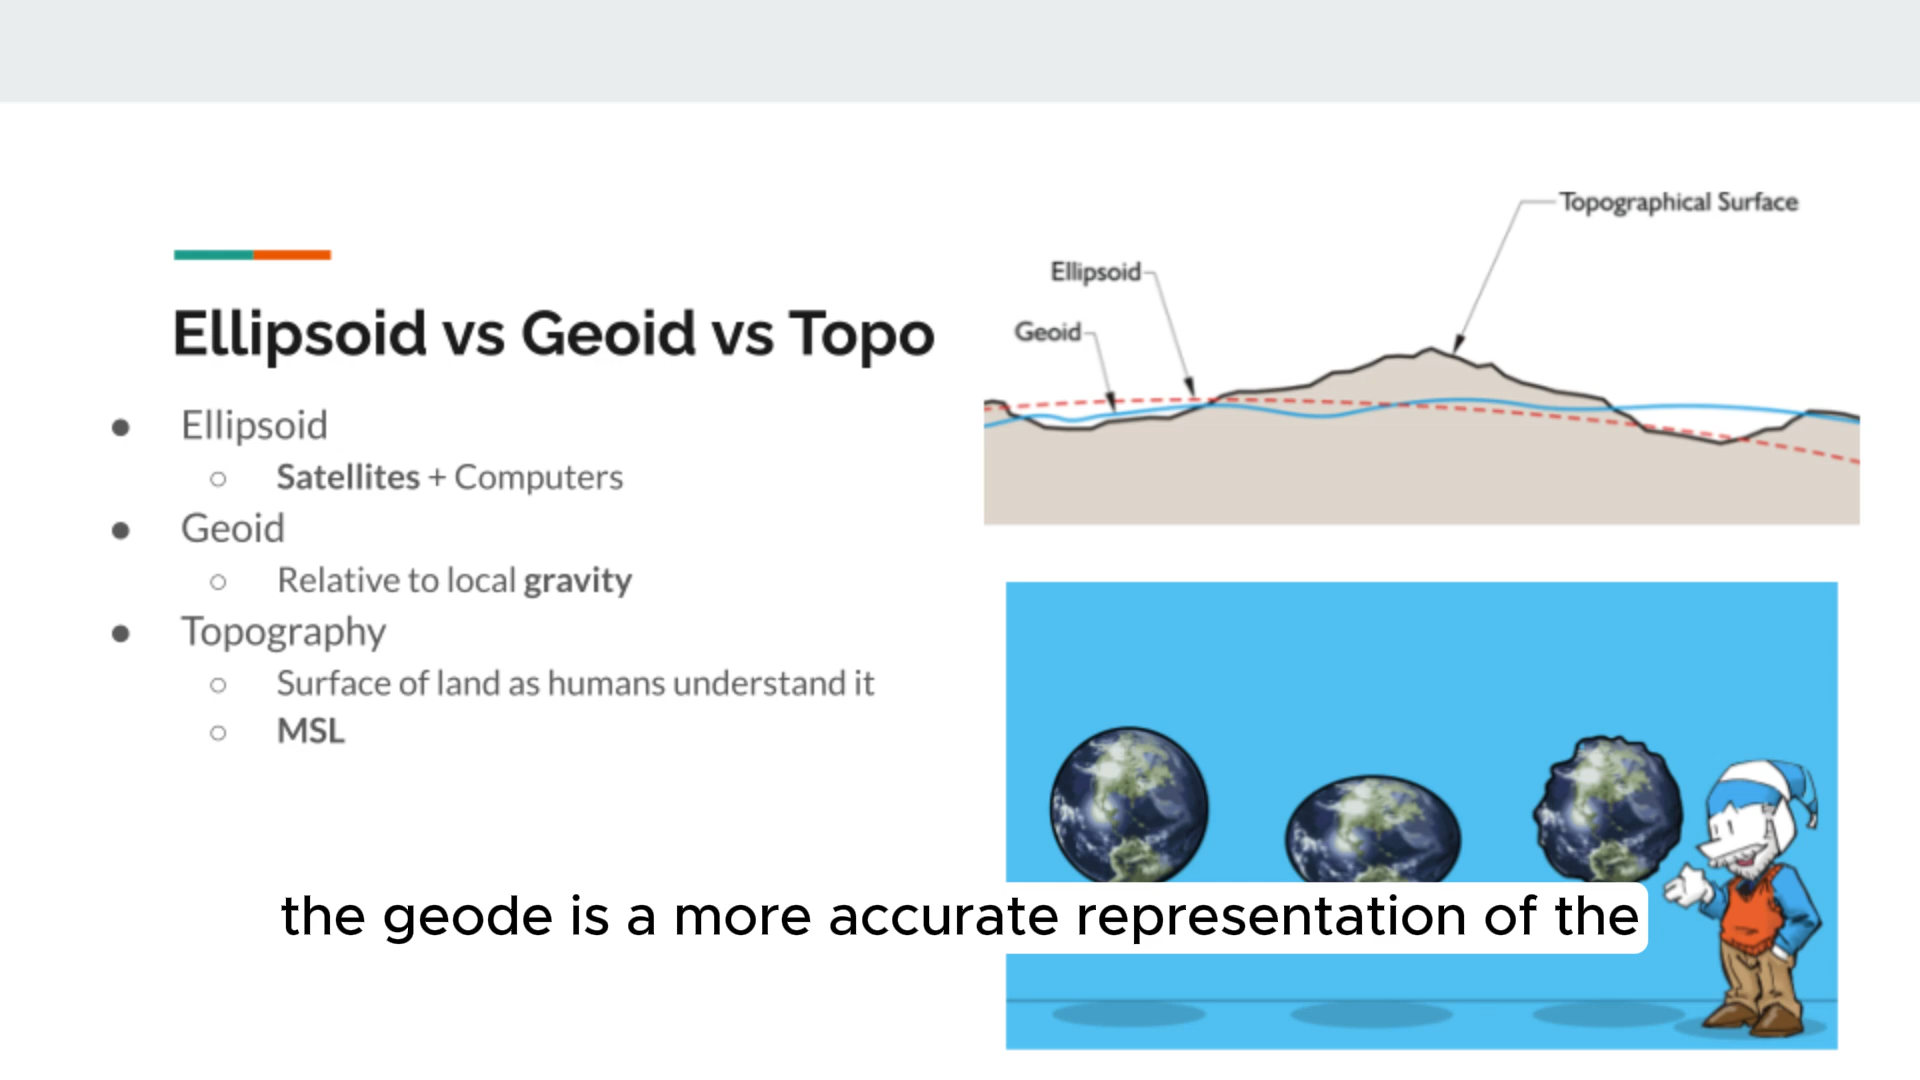 Ellipsoid vs Geoid vs Topo
Ellipsoid
Satellites + Computers
Geoid
Relative to local gravity
Topography
Surface of land as humans understand it
MSL
Topographical Surface
Ellipsoid
Geoid
the geode is a more accurate representation of the